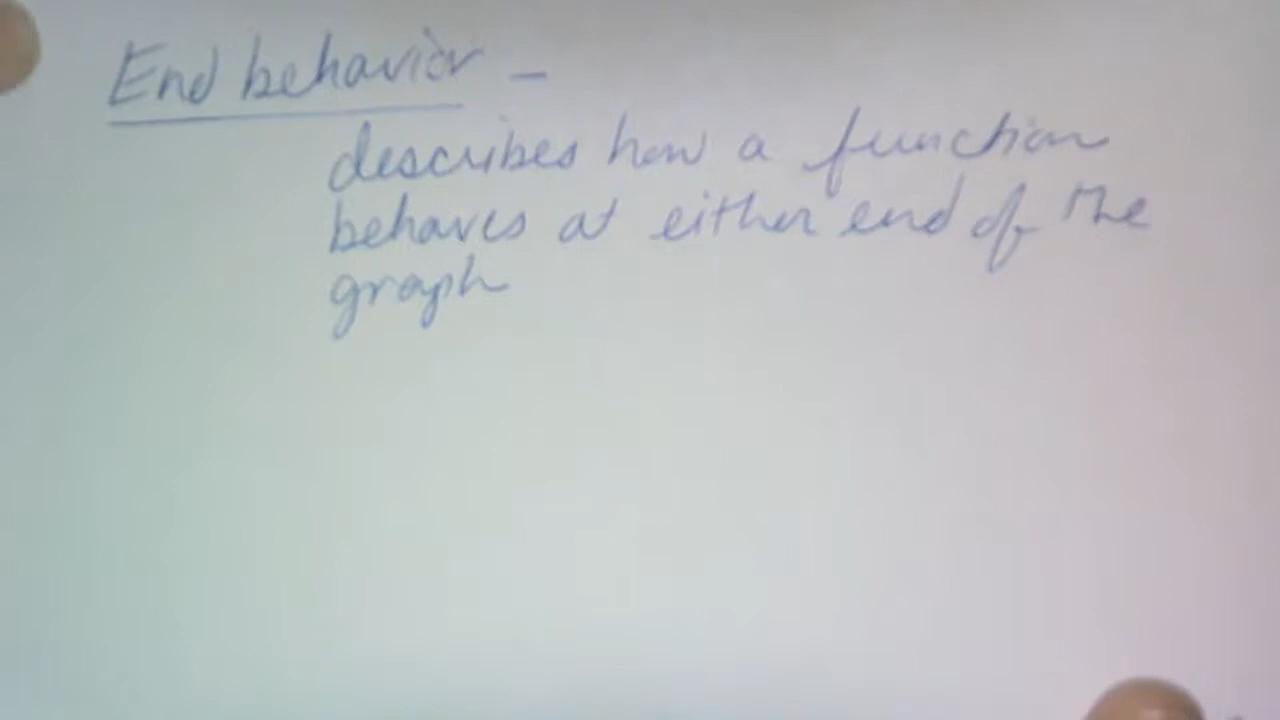 End behavior -
describes how a function
behaves at either end of the
graph